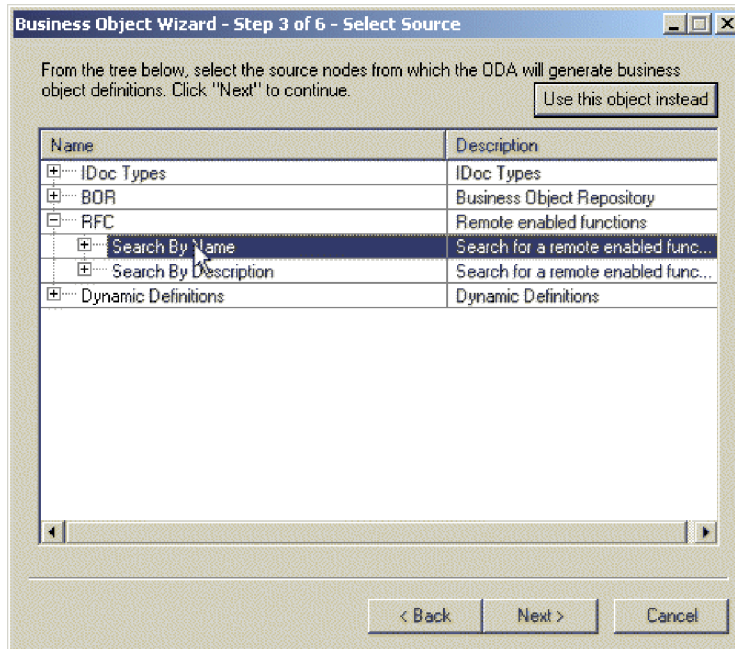 Business Object Wizard - Step 3 of 6 - Select Source
From the tree below, select the source nodes from which the ODA will generate business
object definitions. Click "Next" to continue.
Use this object instead
Name Description
IDoc Types IDoc Types
BOR Business Object Repository
RFC Remote enabled functions
Search By Name Search for a remote enabled func...
Search By Description Search for a remote enabled func...
Dynamic Definitions Dynamic Definitions
< Back Next > Cancel